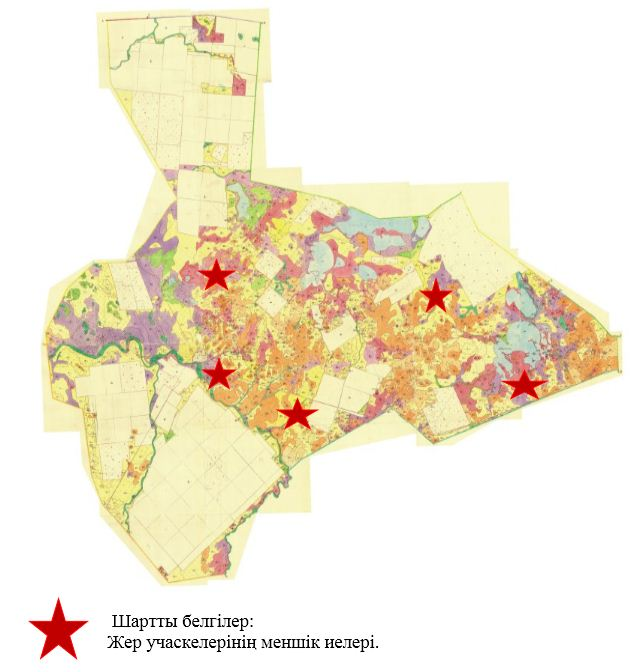 Шартты белгілер:
Жер учаскелерінің меншік иелері.